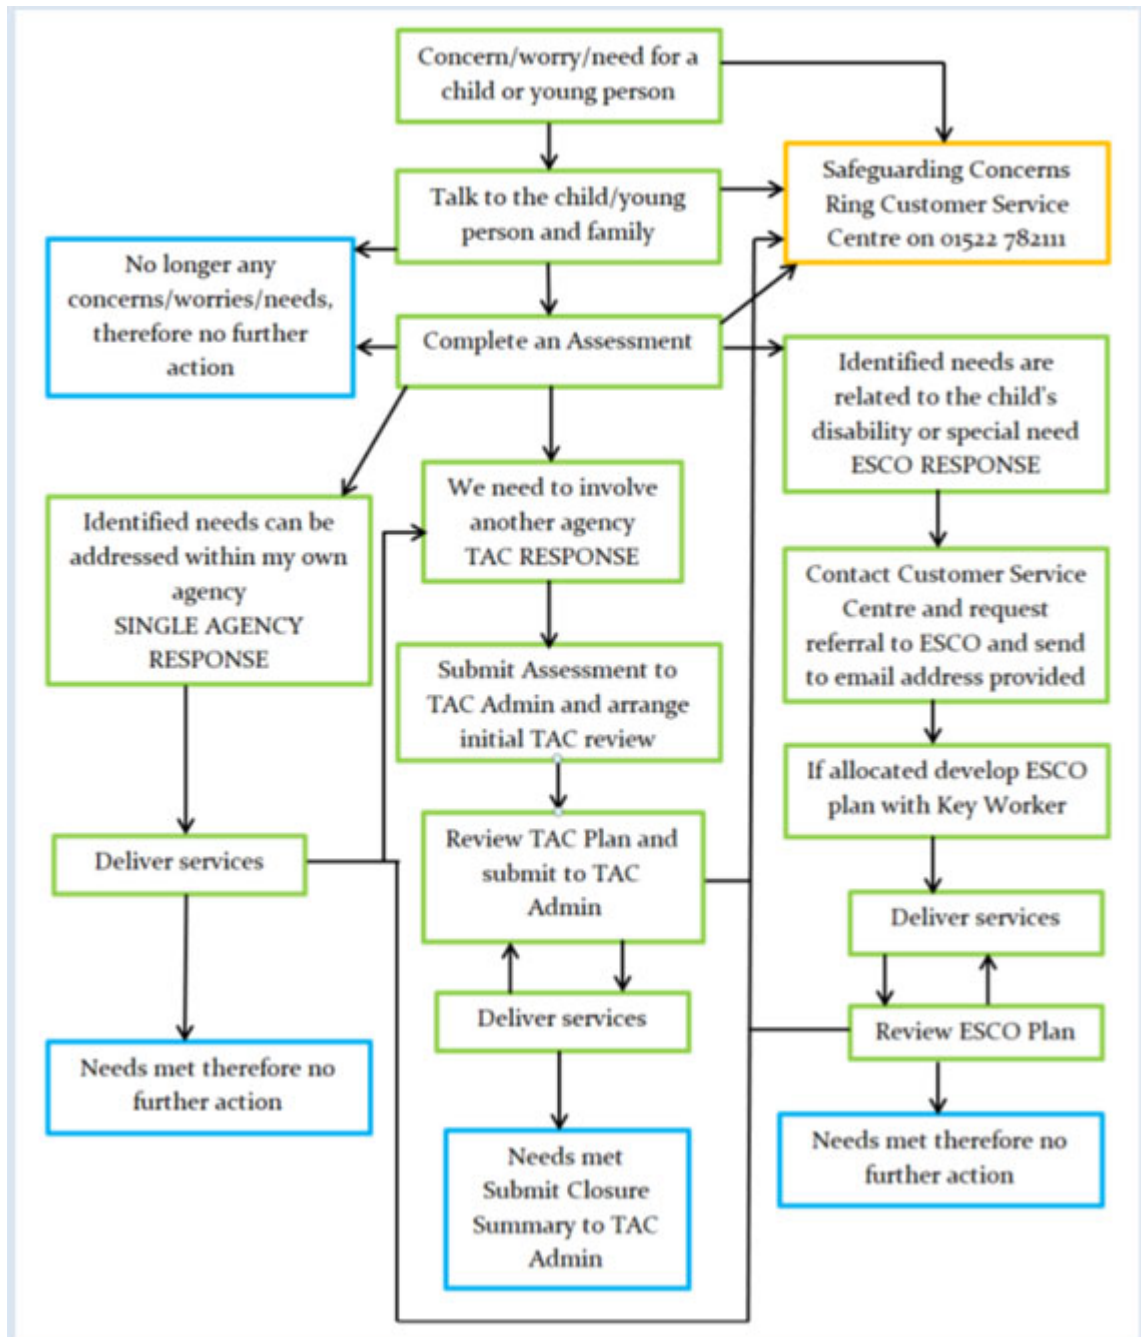 Concern/worry/need for a
child or young person
Safeguarding Concerns
Ring Customer Service
Centre on 01522 782111
Talk to the child/young
person and family
No longer any
concerns/worries/needs,
therefore no further
action
Complete an Assessment
Identified needs are
related to the child's
disability or special need
ESCO RESPONSE
We need to involve
another agency
TAC RESPONSE
Identified needs can be
addressed within my own
agency
SINGLE AGENCY
RESPONSE
Contact Customer Service
Centre and request
referral to ESCO and send
to email address provided
Submit Assessment to
TAC Admin and arrange
initial TAC review
If allocated develop ESCO
plan with Key Worker
Deliver services
Review TAC Plan and
submit to TAC
Admin
Deliver services
Deliver services
Review ESCO Plan
Needs met therefore no
further action
Needs met
Submit Closure
Summary to TAC
Admin
Needs met therefore no
further action